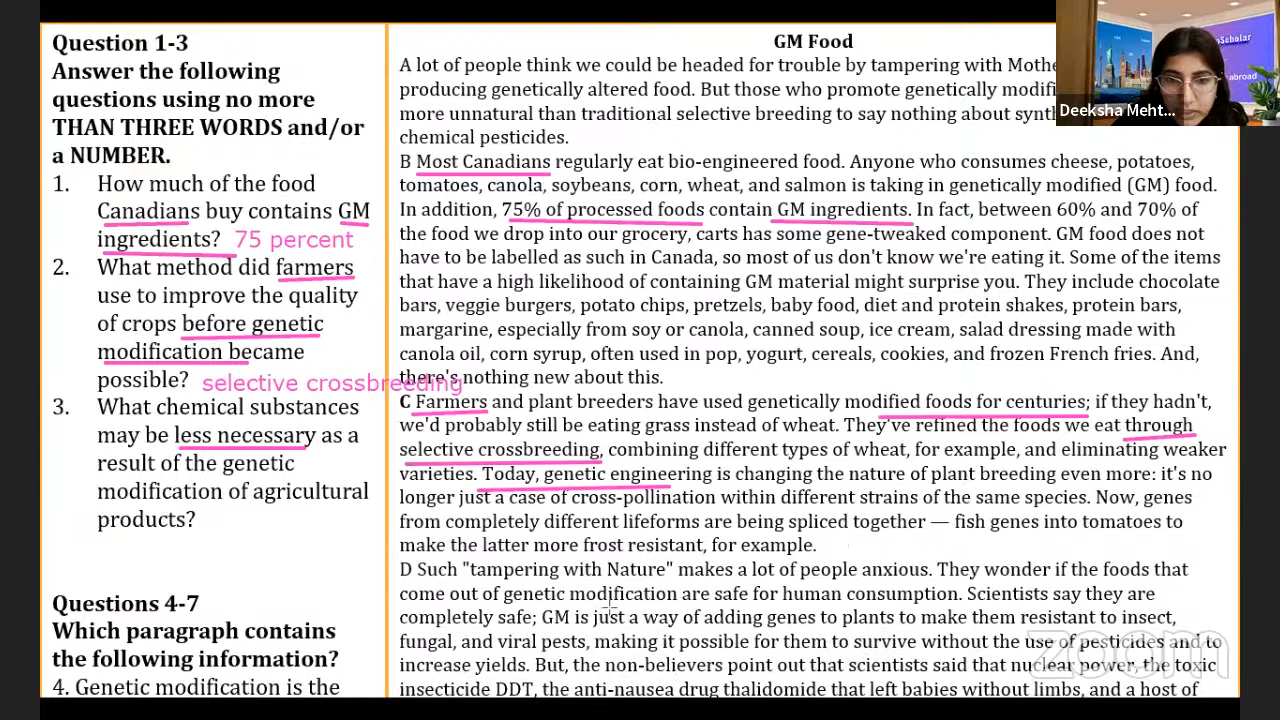 Question 1-3
Answer the following
questions using no more
THAN THREE WORDS and/or
a NUMBER.
1. How much of the food
Canadians buy contains GM
ingredients? 75 percent
2. What method did farmers
use to improve the quality
of crops before genetic
modification became
possible? selective crossbreeding
3. What chemical substances
may be less necessary as a
result of the genetic
modification of agricultural
products?
Questions 4-7
Which paragraph contains
the following information?
4. Genetic modification is the
GM Food
A lot of people think we could be headed for trouble by tampering with
producing genetically altered food. But those who promote genetically
more unnatural than traditional selective breeding to say nothing about
chemical pesticides.
B Most Canadians regularly eat bio-engineered food. Anyone who consumes cheese, potatoes,
tomatoes, canola, soybeans, corn, wheat, and salmon is taking in genetically modified (GM) food.
In addition, 75% of processed foods contain GM ingredients. In fact, between 60% and 70% of
the food we drop into our grocery, carts has some gene-tweaked component. GM food does not
have to be labelled as such in Canada, so most of us don't know we're eating it. Some of the items
that have a high likelihood of containing GM material might surprise you. They include chocolate
bars, veggie burgers, potato chips, pretzels, baby food, diet and protein shakes, protein bars,
margarine, especially from soy or canola, canned soup, ice cream, salad dressing made with
canola oil, corn syrup, often used in pop, yogurt, cereals, cookies, and frozen French fries. And,
there's nothing new about this.
C Farmers and plant breeders have used genetically modified foods for centuries; if they hadn't,
we'd probably still be eating grass instead of wheat. They've refined the foods we eat through
selective crossbreeding, combining different types of wheat, for example, and eliminating weaker
varieties. Today, genetic engineering is changing the nature of plant breeding even more: it's no
longer just a case of cross-pollination within different strains of the same species. Now, genes
from completely different lifeforms are being spliced together — fish genes into tomatoes to
make the latter more frost resistant, for example.
D Such "tampering with Nature" makes a lot of people anxious. They wonder if the foods that
come out of genetic modification are safe for human consumption. Scientists say they are
completely safe; GM is just a way of adding genes to plants to make them resistant to insect,
fungal, and viral pests, making it possible for them to survive without the use of pesticides and to
increase yields. But, the non-believers point out that scientists said that nuclear power, the toxic
insecticide DDT, the anti-nausea drug thalidomide that left babies without limbs, and a host of
Scholar
abroad
Deeksha Meht...
zoom